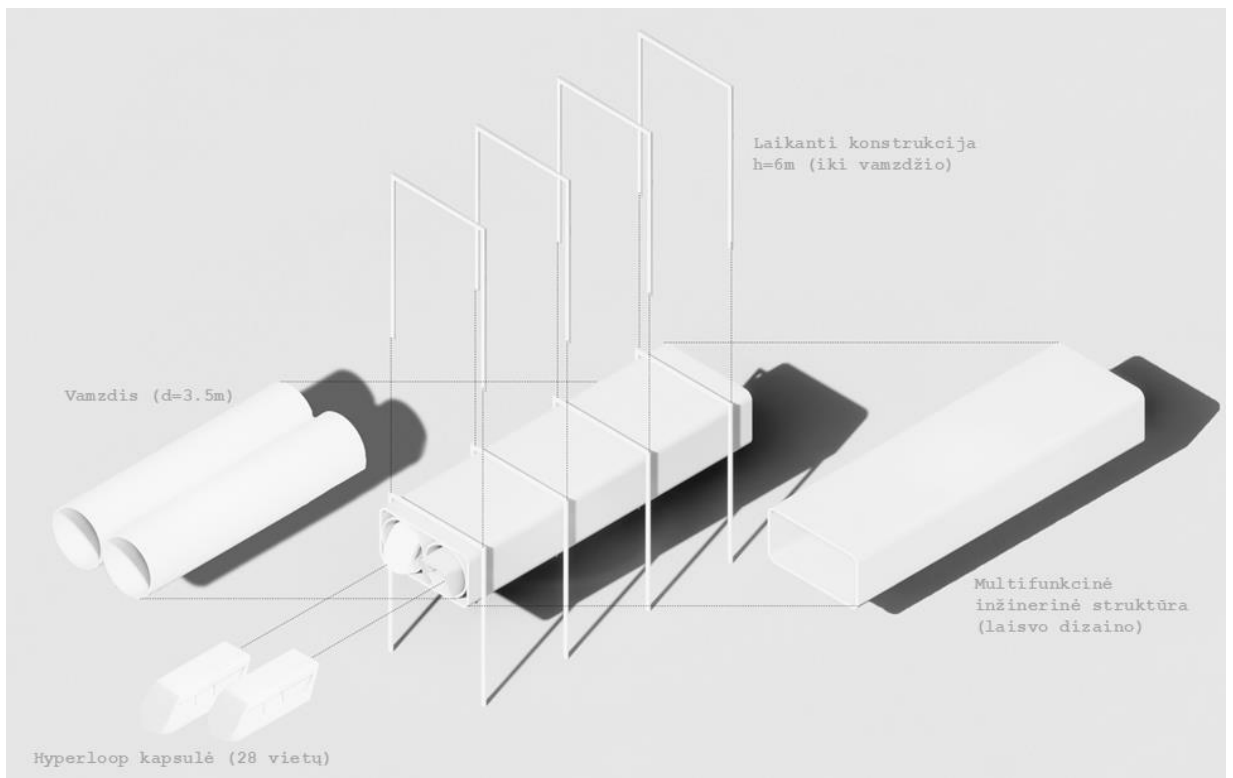 Laikanti konstrukcija
h=6m (iki vamzdžio)
Vamzdis (d=3.5m)
Multifunkcinė
inžinerinė struktūra
(laisvo dizaino)
Hyperloop kapsulė (28 vietų)